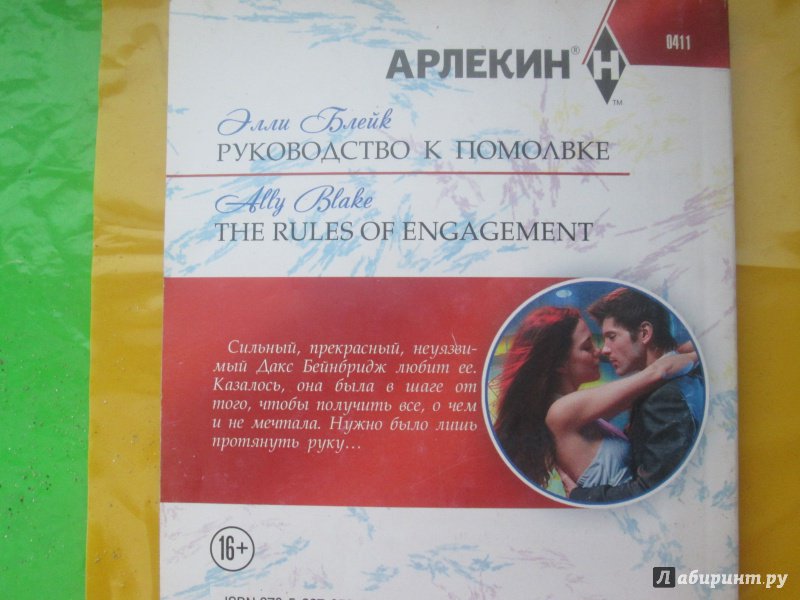 АРЛЕКИН®
H
TM
0411
Элли Блейк
РУКОВОДСТВО К ПОМОЛВКЕ
Ally Blake
THE RULES OF ENGAGEMENT
Сильный, прекрасный, неуязви-
мый Дакс Бейнбридж любит ее.
Казалось, она была в шаге от
того, чтобы получить все, о чем
и не мечтала. Нужно было лишь
протянуть руку...
16+
Лабиринт.ру